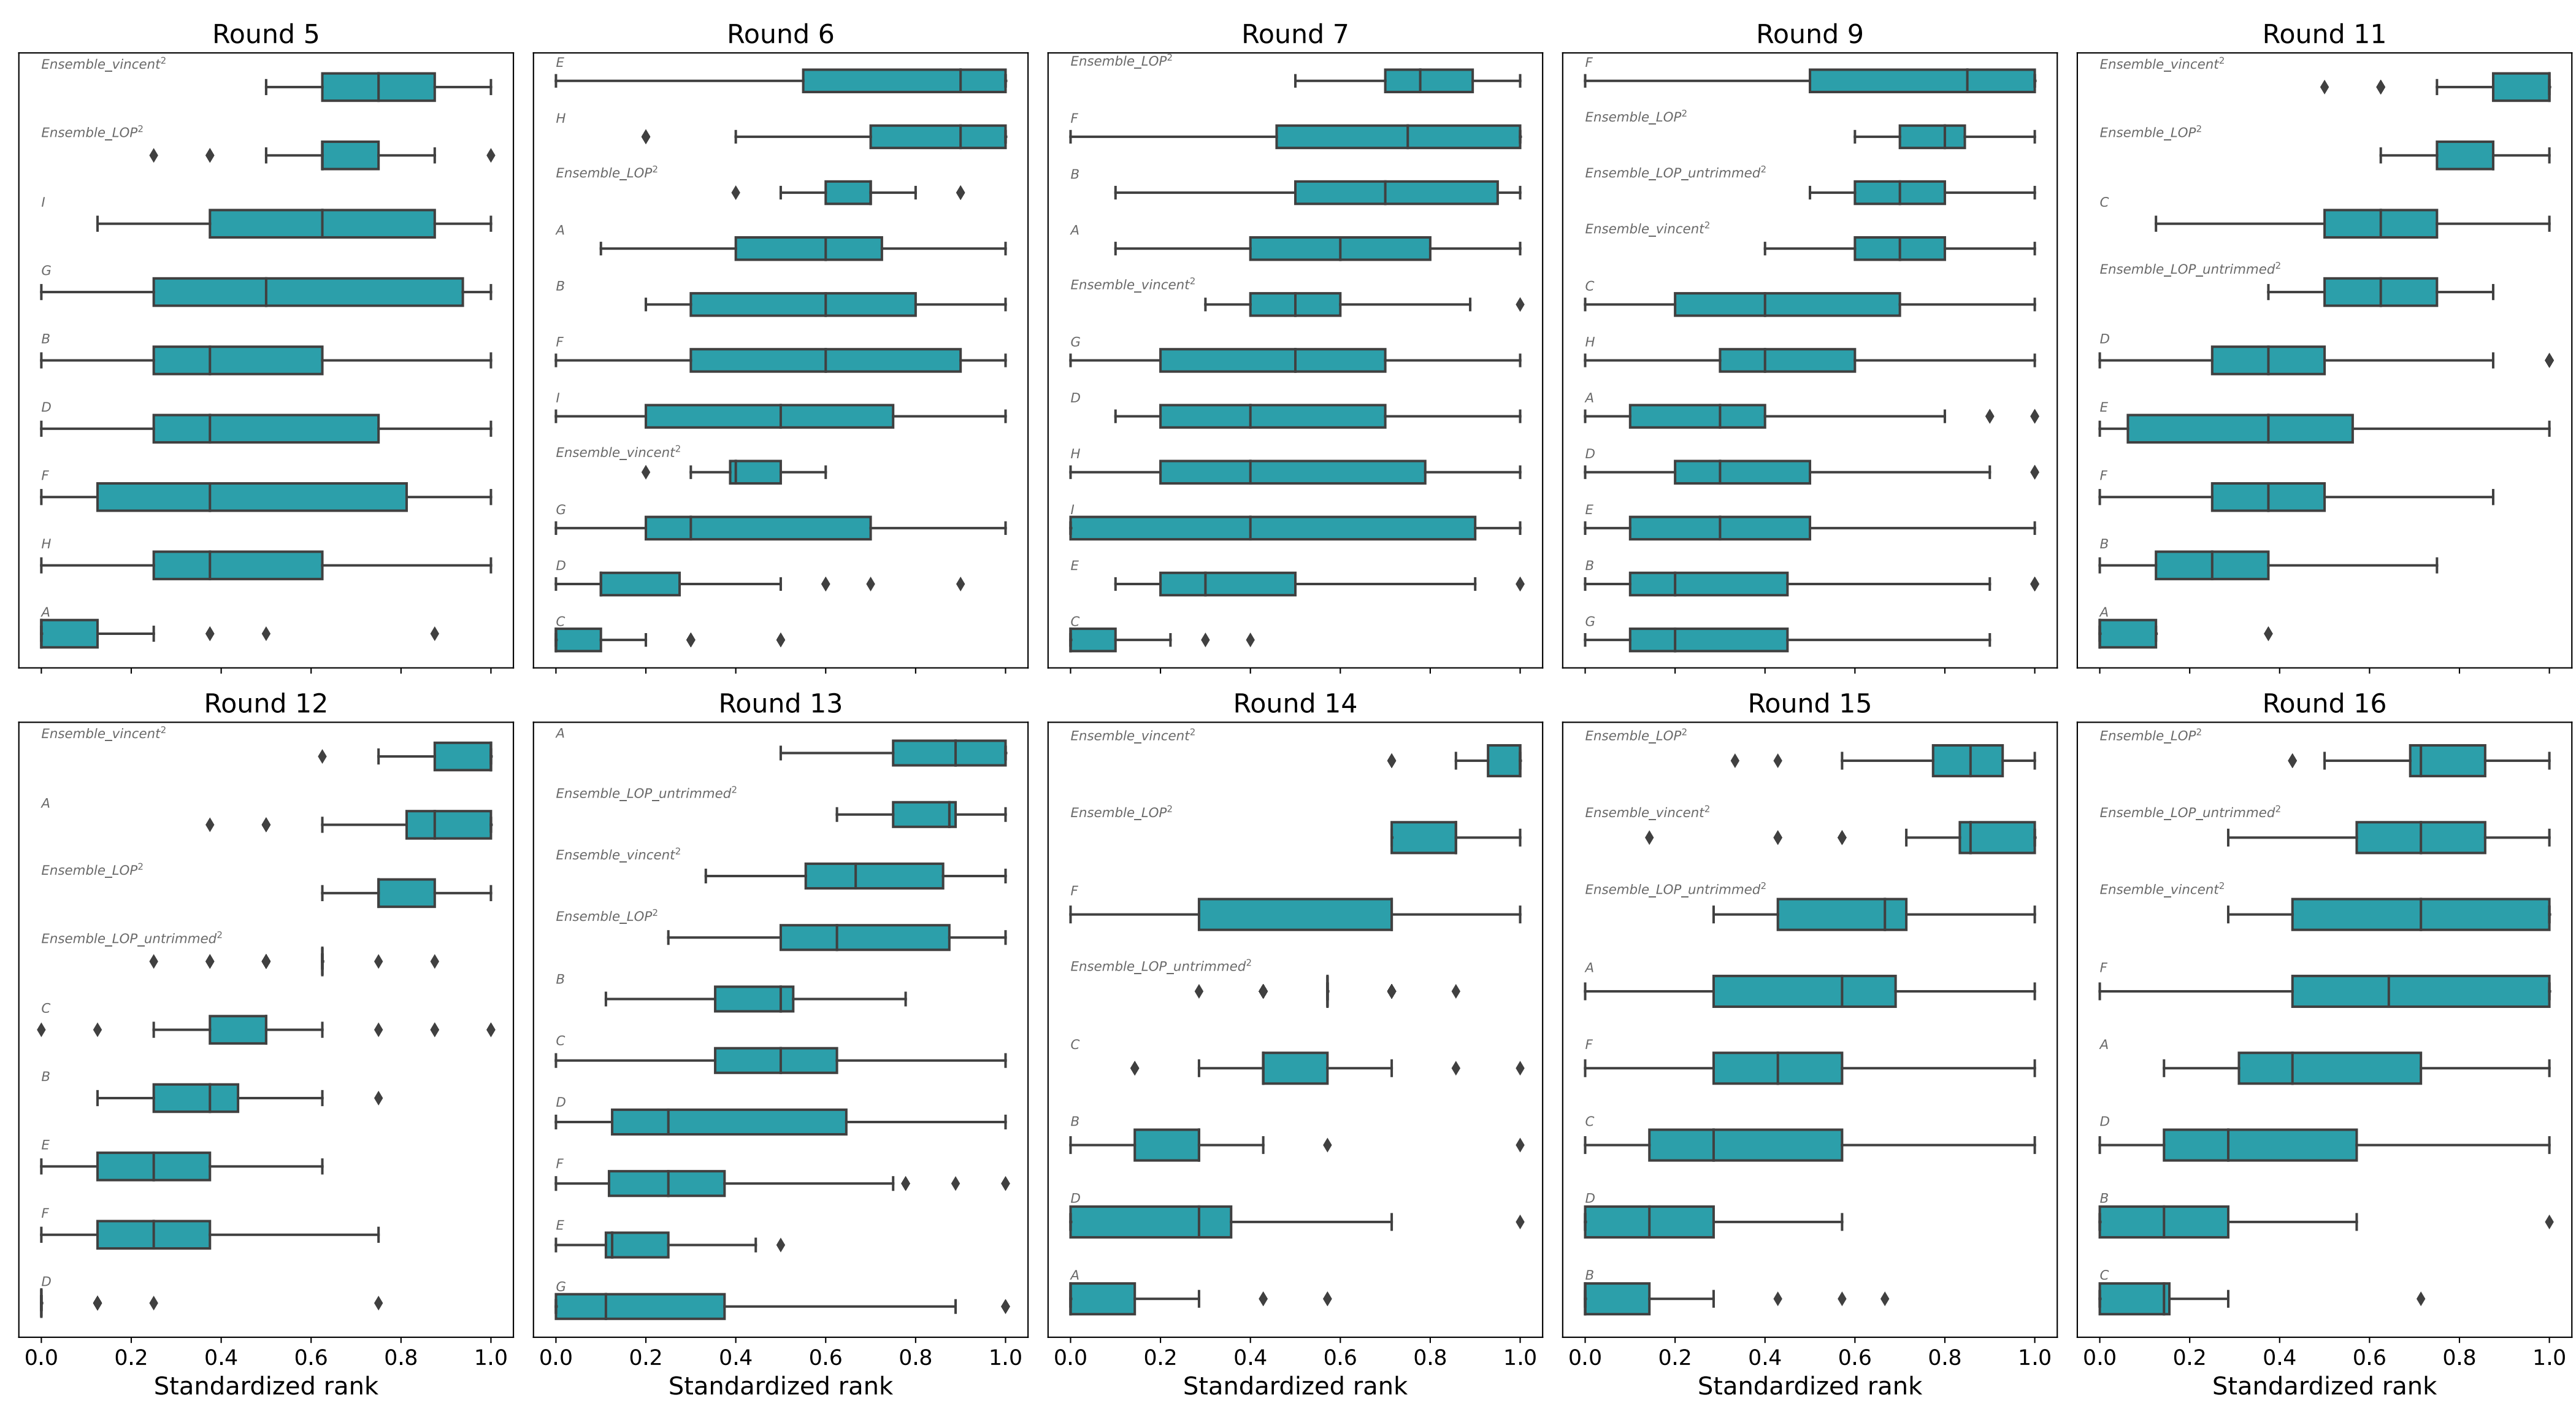 Round 5
Ensemble_vincent²
Ensemble_LOP²
I
G
B
D
F
H
A
Round 6
E
H
Ensemble_LOP²
A
B
F
I
Ensemble_vincent²
G
D
C
Round 7
Ensemble_LOP²
F
B
A
Ensemble_vincent²
G
D
H
I
E
C
Round 9
F
Ensemble_LOP²
Ensemble_LOP_untrimmed²
Ensemble_vincent²
C
H
A
D
E
B
G
Round 11
Ensemble_vincent²
Ensemble_LOP²
C
Ensemble_LOP_untrimmed²
D
E
F
B
A
Round 12
Ensemble_vincent²
A
Ensemble_LOP²
Ensemble_LOP_untrimmed²
C
B
E
F
D
0.0 0.2 0.4 0.6 0.8 1.0
Standardized rank
Round 13
A
Ensemble_LOP_untrimmed²
Ensemble_vincent²
Ensemble_LOP²
B
C
D
F
E
G
0.0 0.2 0.4 0.6 0.8 1.0
Standardized rank
Round 14
Ensemble_vincent²
Ensemble_LOP²
F
Ensemble_LOP_untrimmed²
C
B
D
A
0.0 0.2 0.4 0.6 0.8 1.0
Standardized rank
Round 15
Ensemble_LOP²
Ensemble_vincent²
Ensemble_LOP_untrimmed²
A
F
C
D
B
0.0 0.2 0.4 0.6 0.8 1.0
Standardized rank
Round 16
Ensemble_LOP²
Ensemble_LOP_untrimmed²
Ensemble_vincent²
F
A
D
B
C
0.0 0.2 0.4 0.6 0.8 1.0
Standardized rank